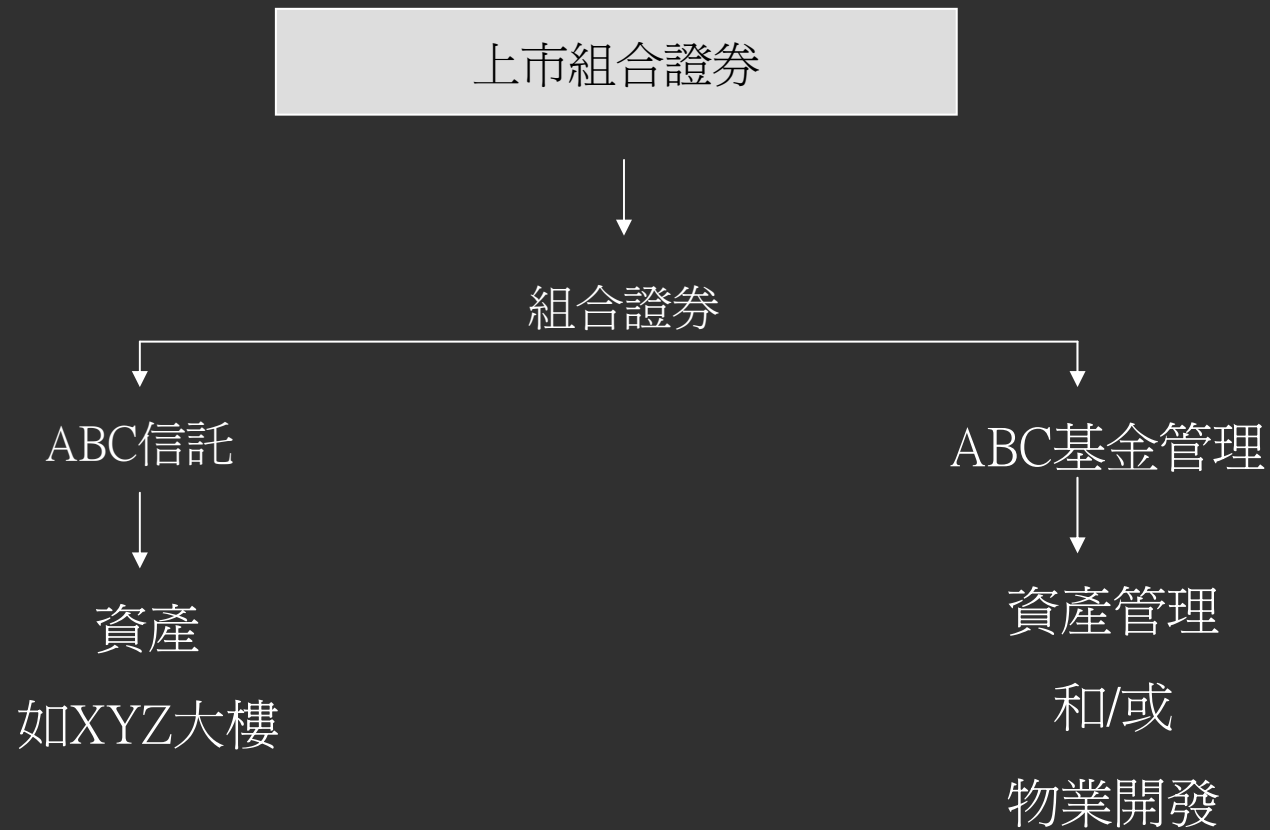 上市組合證券
組合證券
ABC信託
ABC基金管理
資產
如XYZ大樓
資產管理
和/或
物業開發